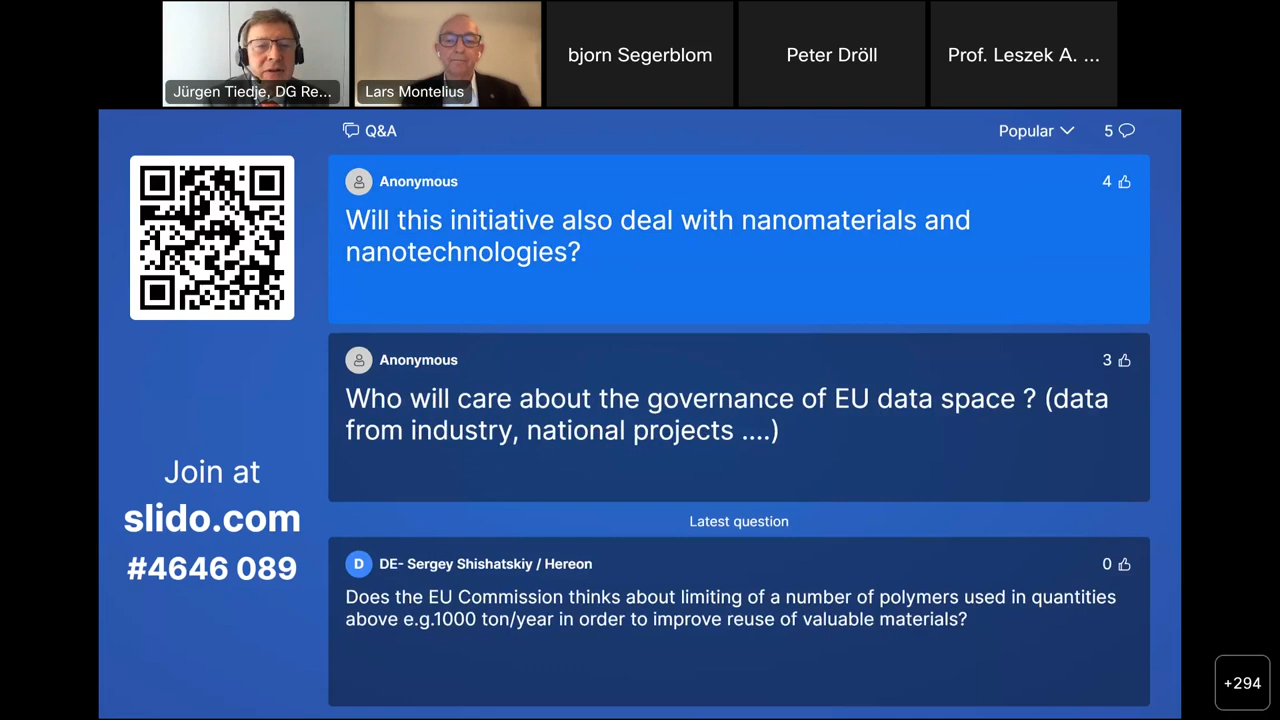 Jürgen Tiedje, DG Re...
Lars Montelius
bjorn Segerblom
Peter Dröll
Prof. Leszek A. ...
Q&A
Popular
5
Anonymous
4
Will this initiative also deal with nanomaterials and
nanotechnologies?
Anonymous
3
Who will care about the governance of EU data space ? (data
from industry, national projects ....)
Join at
slido.com
#4646 089
Latest question
D
DE- Sergey Shishatskiy / Hereon
0
Does the EU Commission thinks about limiting of a number of polymers used in quantities
above e.g.1000 ton/year in order to improve reuse of valuable materials?
+294